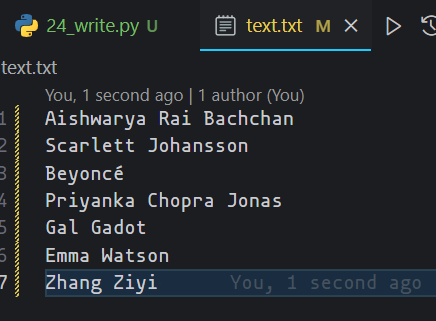 24_write.py U text.txt M
text.txt
You, 1 second ago | 1 author (You)
1 Aishwarya Rai Bachchan
2 Scarlett Johansson
3 Beyoncé
4 Priyanka Chopra Jonas
5 Gal Gadot
6 Emma Watson
7 Zhang Ziyi You, 1 second ago